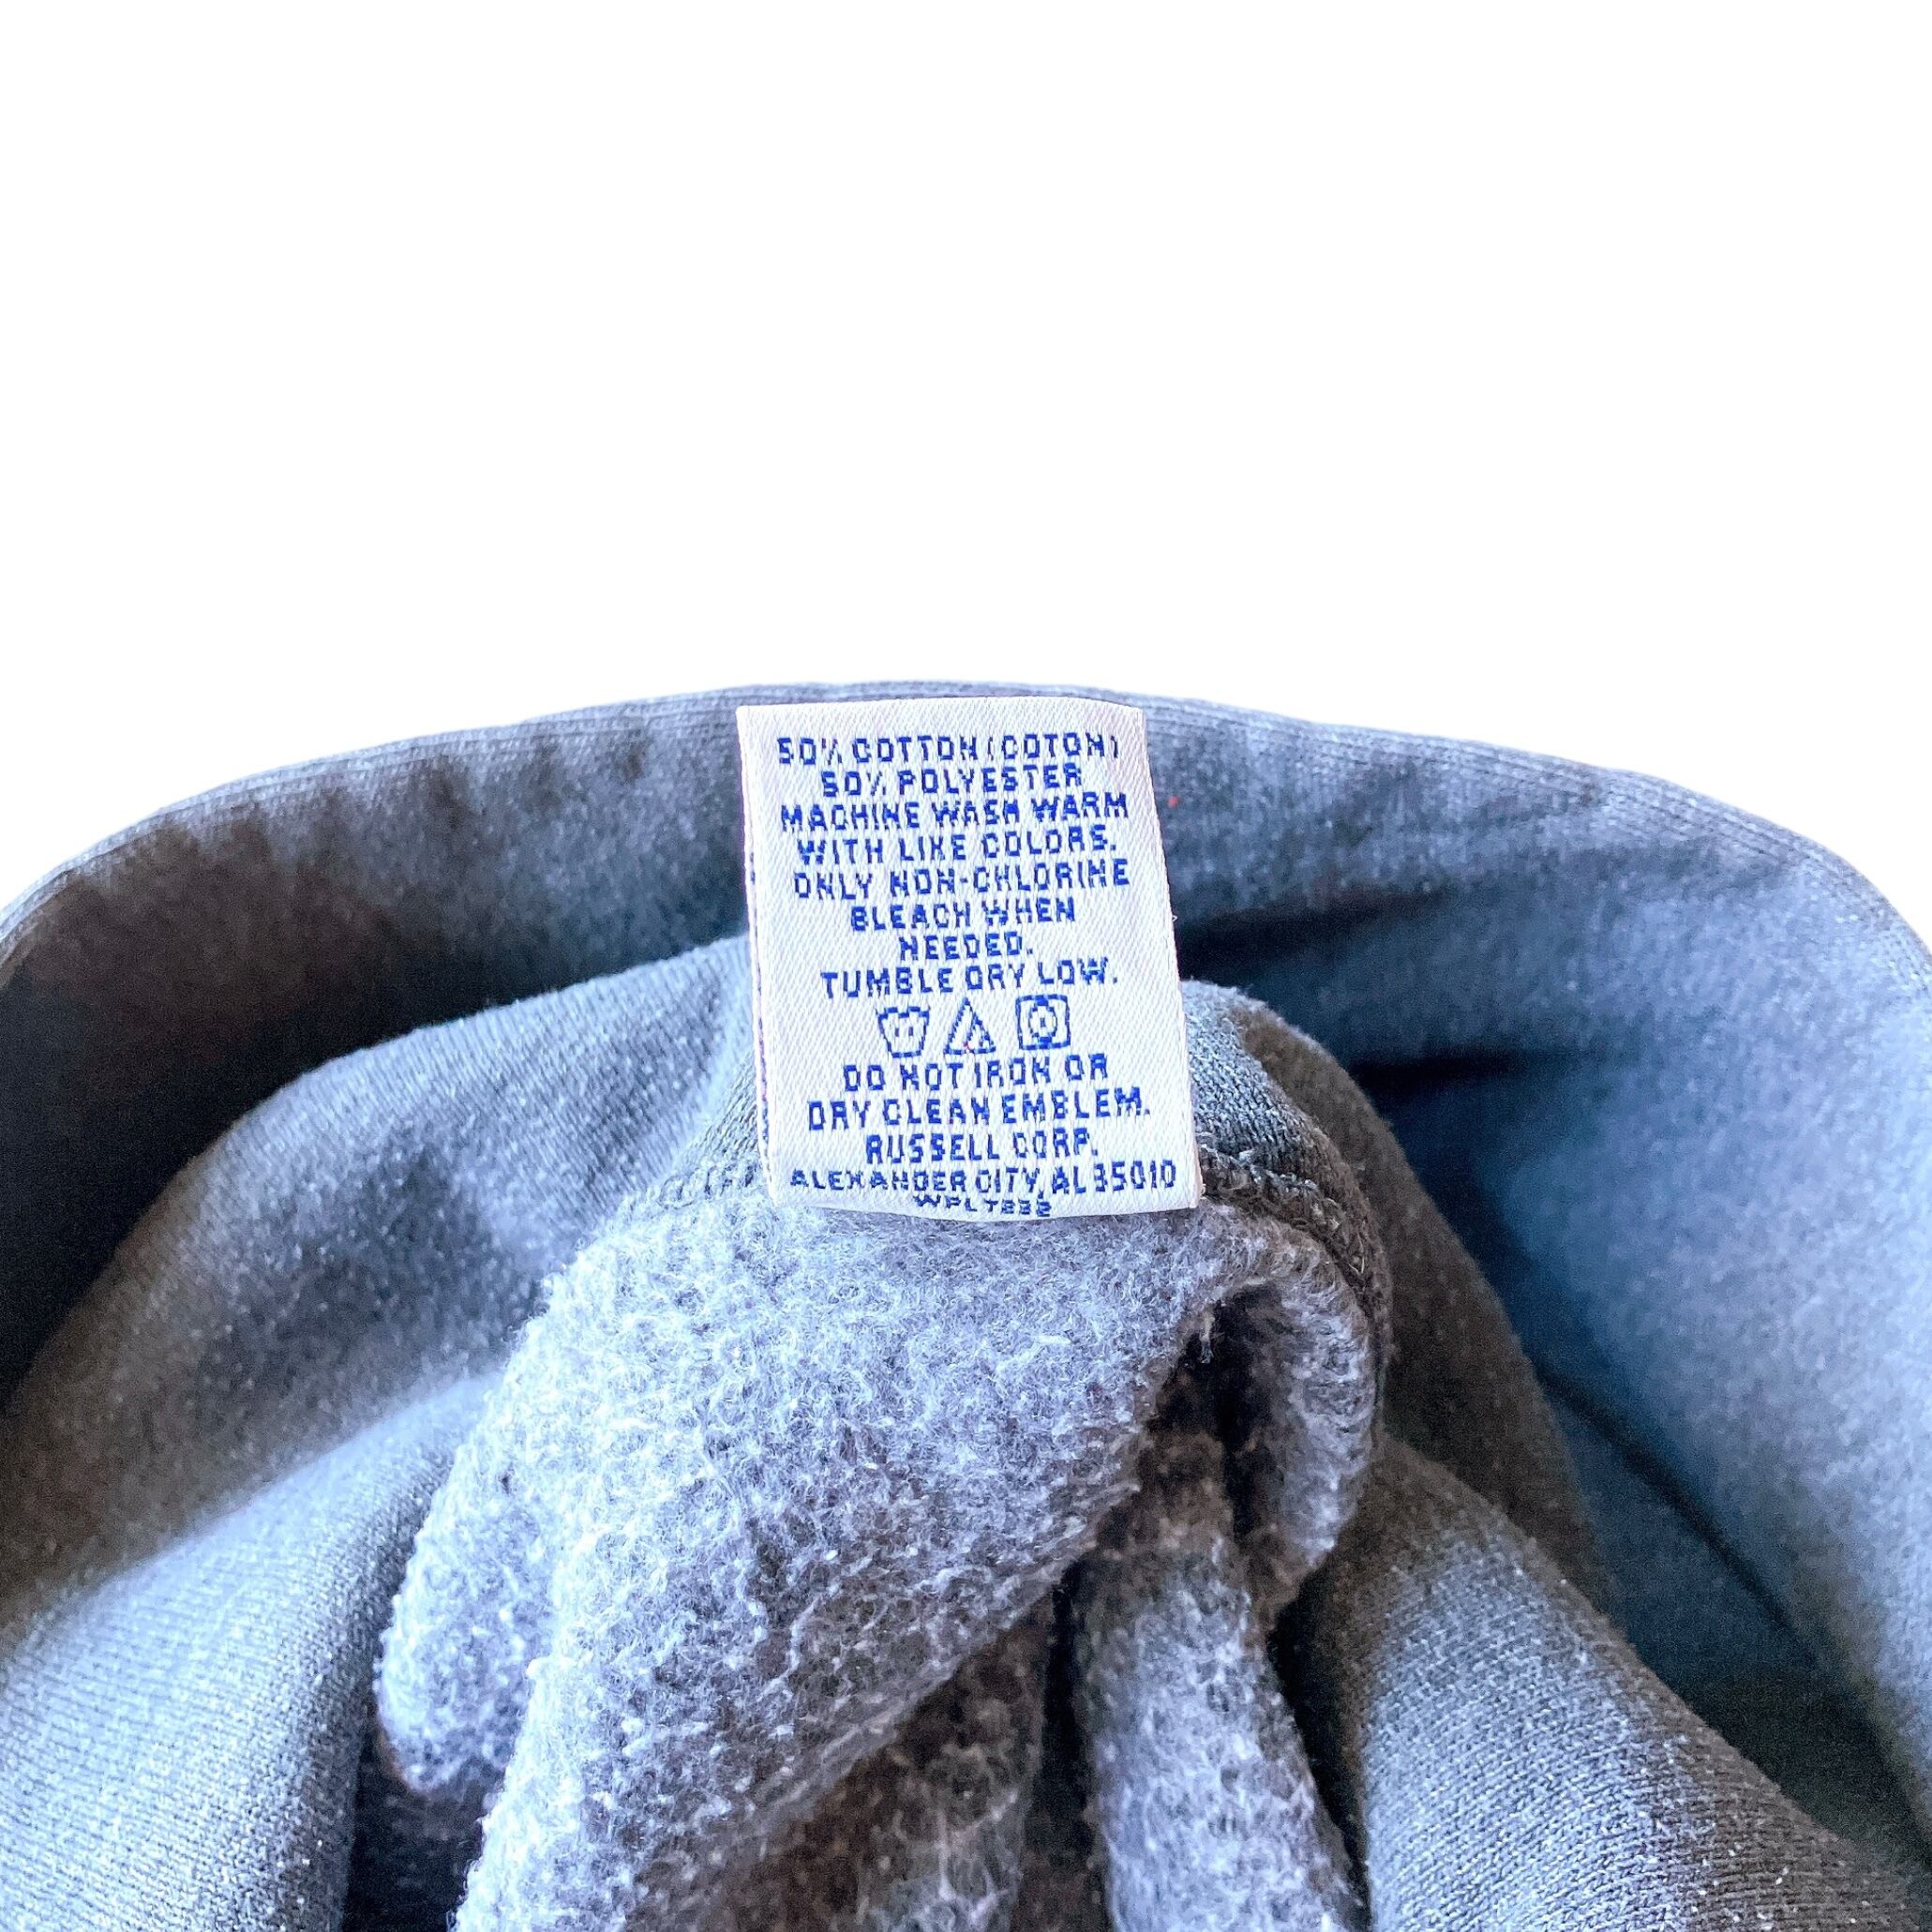 50% COTTON (COTON)
50% POLYESTER
MACHINE WASH WARM
WITH LIKE COLORS.
ONLY NON-CHLORINE
BLEACH WHEN
NEEDED.
TUMBLE DRY LOW.
DO NOT IRON OR
DRY CLEAN EMBLEM.
RUSSELL CORP.
ALEXANDER CITY, AL 35010